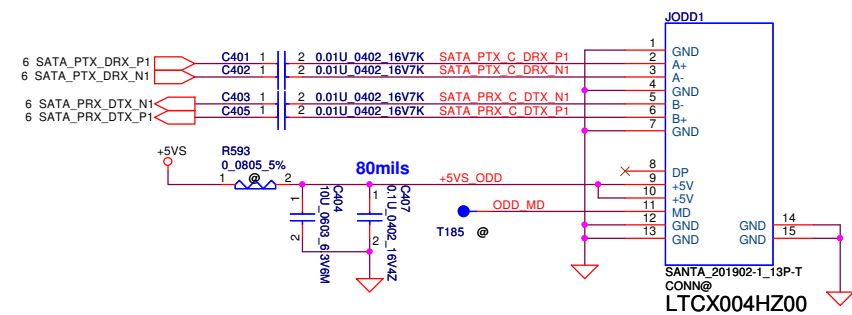 JODD1
1 GND
6 SATA_PTX_DRX_P1 C401 1 2 0.01U_0402_16V7K SATA_PTX_C_DRX_P1 2 A+
6 SATA_PTX_DRX_N1 C402 1 2 0.01U_0402_16V7K SATA_PTX_C_DRX_N1 3 A-
4 GND
6 SATA_PRX_DTX_N1 C403 1 2 0.01U_0402_16V7K SATA_PRX_C_DTX_N1 5 B-
6 SATA_PRX_DTX_P1 C405 1 2 0.01U_0402_16V7K SATA_PRX_C_DTX_P1 6 B+
7 GND
+5VS
R593
0_0805_5%
@
1 2
80mils
+5VS_ODD
8 DP
9 +5V
10 +5V
ODD_MD 11 MD
T185 @
12 GND
13 GND
GND 14
GND 15
1
2
C404
10U_0603_6.3V6M
1
2
C407
0.1U_0402_16V4Z
SANTA_201902-1_13P-T
CONN@
LTCX004HZ00